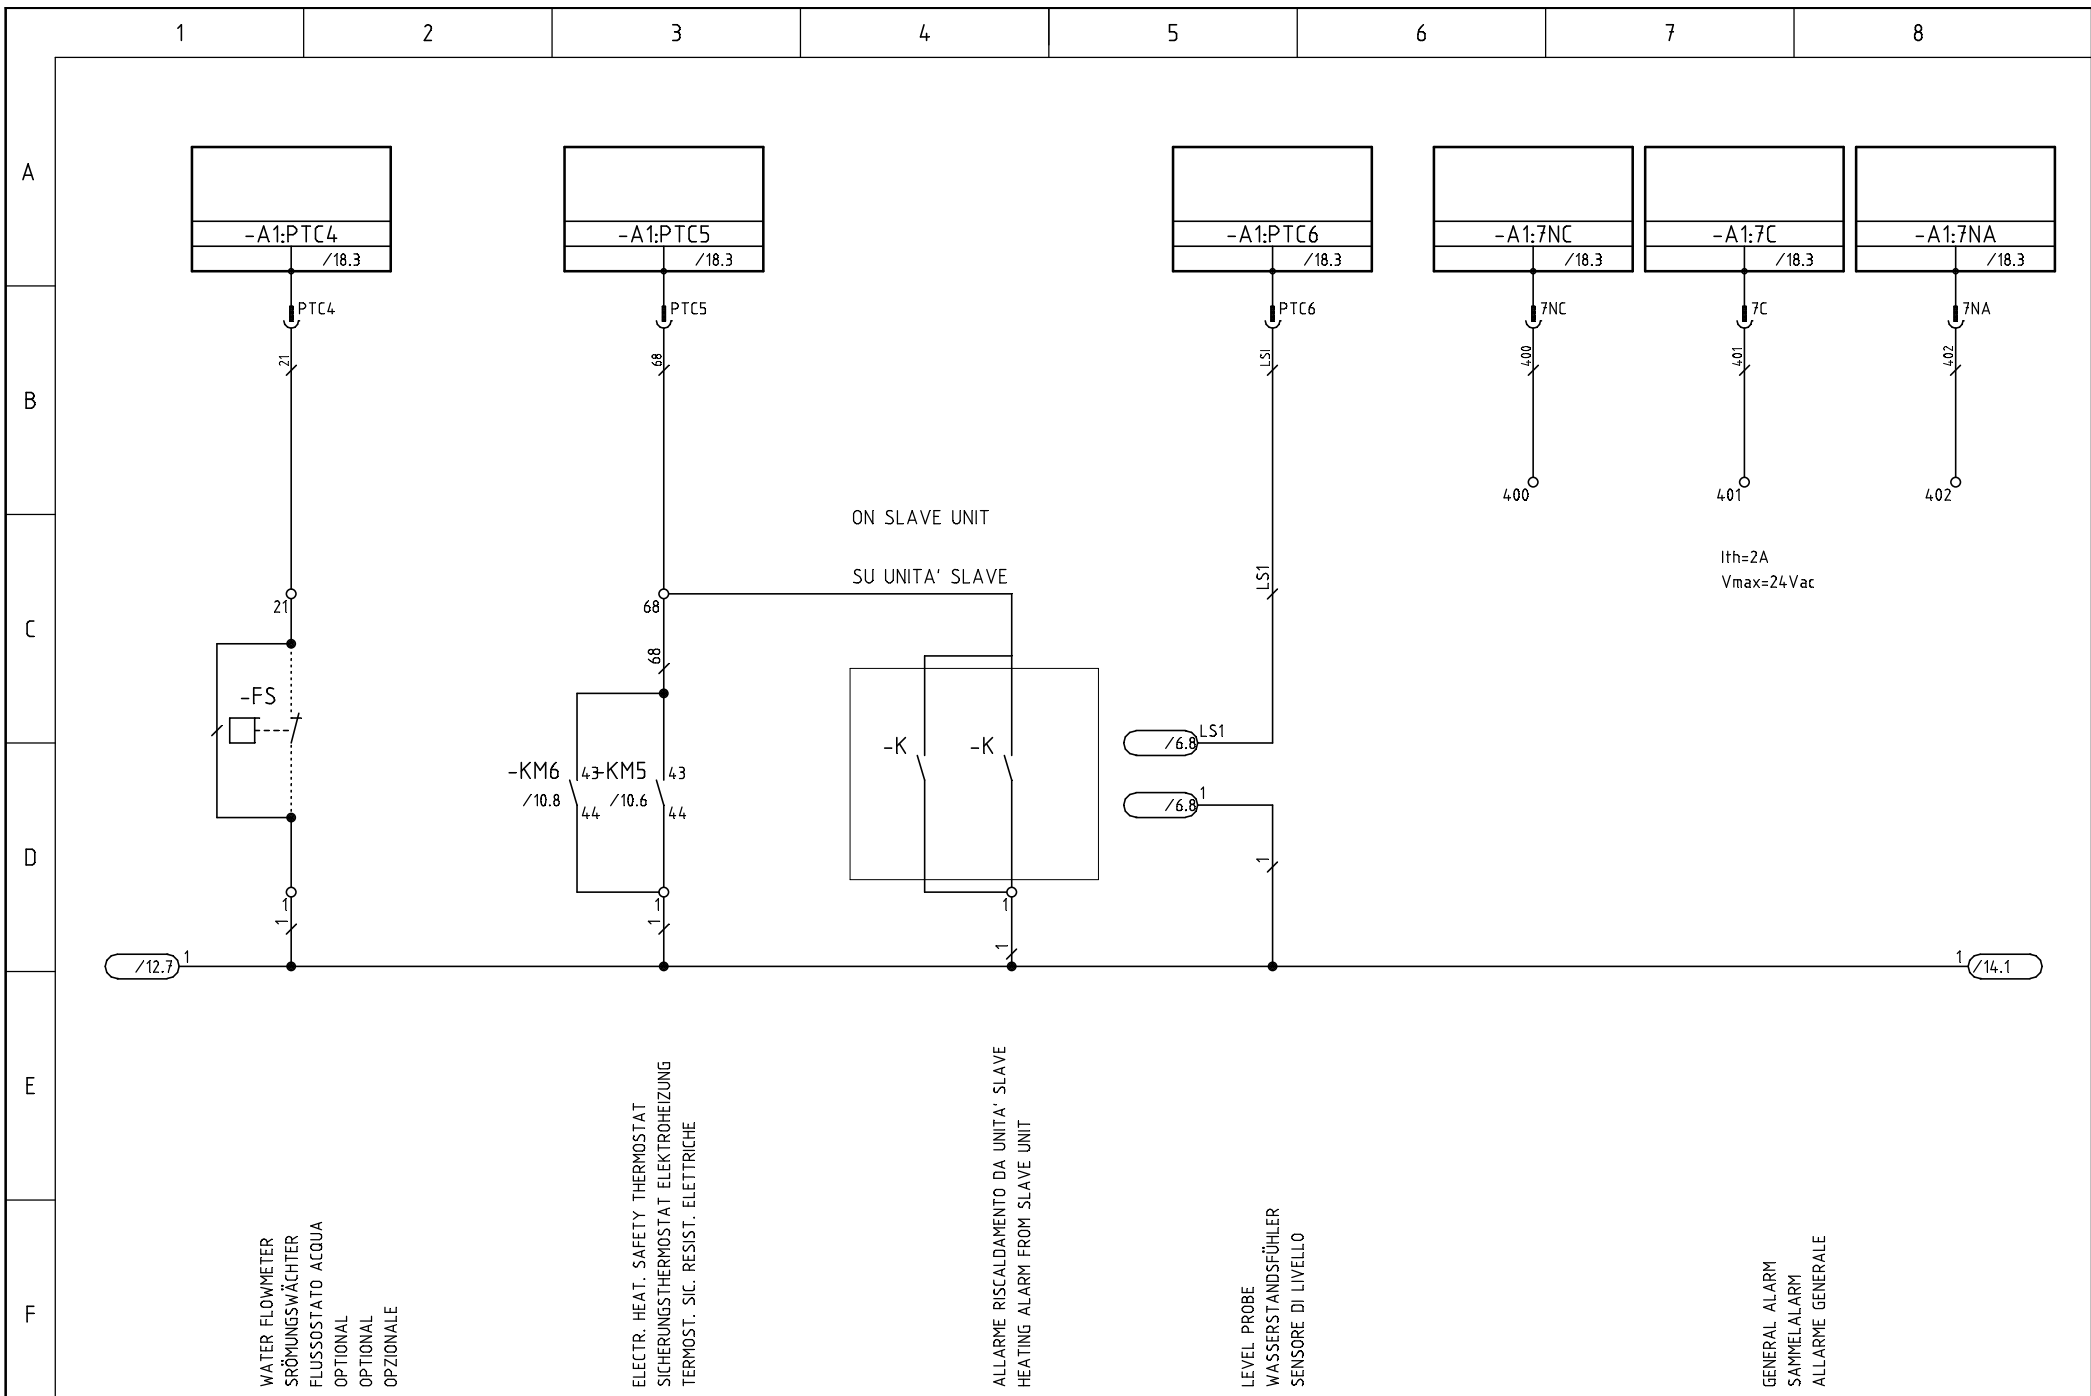 1 2 3 4 5 6 7 8
A
B
C
D
E
F
-A1:PTC4
/18.3
-A1:PTC5
/18.3
-A1:PTC6
/18.3
-A1:7NC
/18.3
-A1:7C
/18.3
-A1:7NA
/18.3
PTC4
PTC5
PTC6
7NC
7C
7NA
21
68
LSI
400
401
402
400
401
402
ON SLAVE UNIT
SU UNITA' SLAVE
Ith=2A
Vmax=24Vac
21
68
68
LS1
-FS
-KM6
/10.8
43
44
-KM5
/10.6
43
44
-K
-K
/6.8
LS1
/6.8
1
1
1
1
1
1
1
1
/12.7
1
1
/14.1
WATER FLOWMETER
SRÖMUNGSWÄCHTER
FLUSSOSTATO ACQUA
OPTIONAL
OPTIONAL
OPZIONALE
ELECTR. HEAT. SAFETY THERMOSTAT
SICHERUNGSTHERMOSTAT ELEKTROHEIZUNG
TERMOST. SIC. RESIST. ELETTRICHE
ALLARME RISCALDAMENTO DA UNITA' SLAVE
HEATING ALARM FROM SLAVE UNIT
LEVEL PROBE
WASSERSTANDSFÜHLER
SENSORE DI LIVELLO
GENERAL ALARM
SAMMELALARM
ALLARME GENERALE